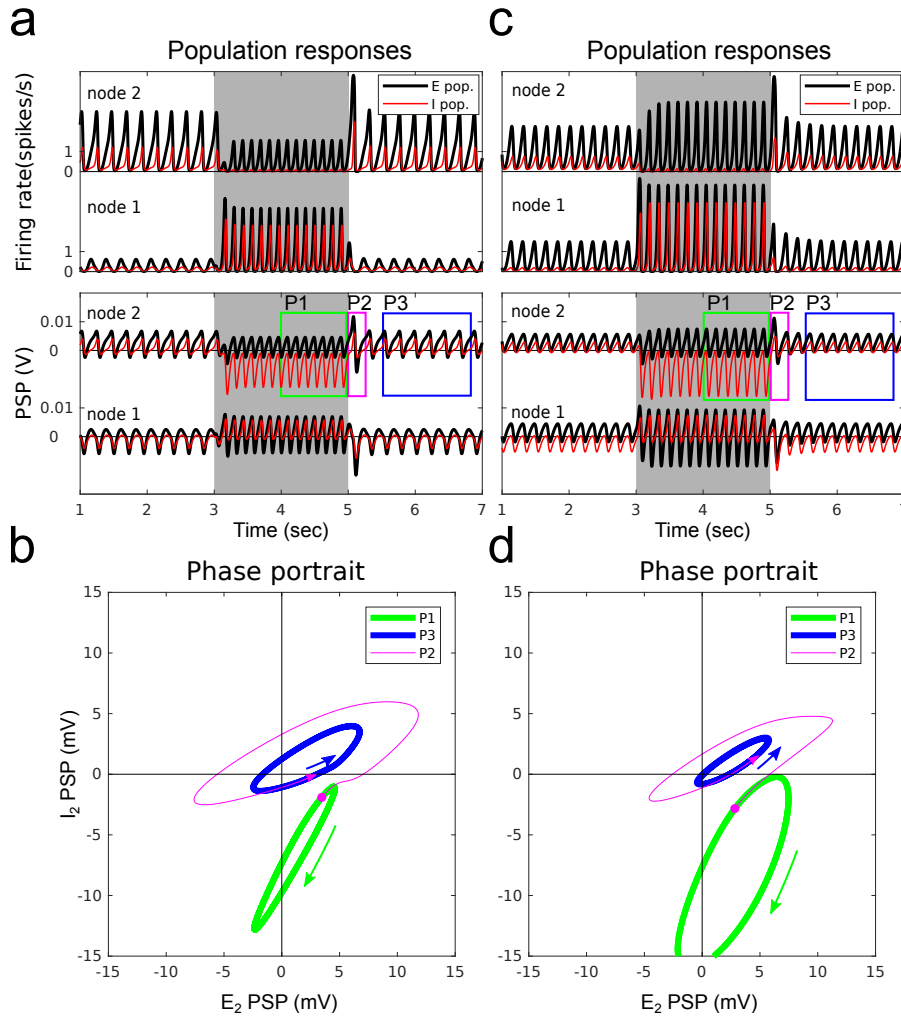 a
Population responses
Firing rate(spikes/s)
node 2
E pop.
I pop.
1
0
node 1
1
0
PSP (V)
P1
P2
P3
node 2
0.01
0
node 1
0.01
0
1 2 3 4 5 6 7
Time (sec)
c
Population responses
node 2
E pop.
I pop.
node 1
P1
P2
P3
node 2
node 1
1 2 3 4 5 6 7
Time (sec)
b
Phase portrait
I2 PSP (mV)
15
10
5
0
-5
-10
-15
P1
P3
P2
-15 -10 -5 0 5 10 15
E2 PSP (mV)
d
Phase portrait
15
10
5
0
-5
-10
-15
P1
P3
P2
-15 -10 -5 0 5 10 15
E2 PSP (mV)